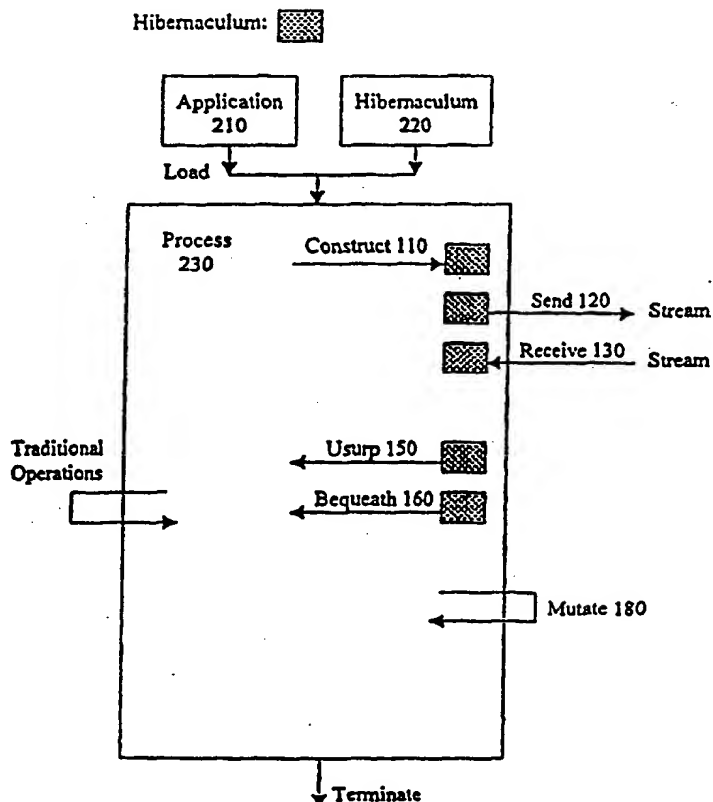 Hibernaculum:
Application
210
Hibernaculum
220
Load
Process
230
Construct 110
Send 120
Stream
Receive 130
Stream
Traditional
Operations
Usurp 150
Bequeath 160
Mutate 180
Terminate